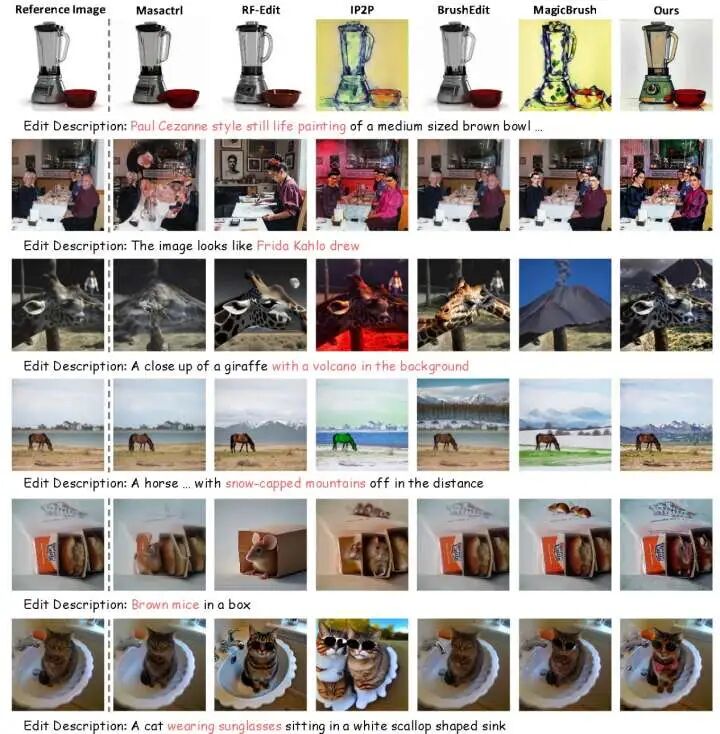 Reference Image Masactrl RF-Edit IP2P BrushEdit MagicBrush Ours
Edit Description: Paul Cezanne style still life painting of a medium sized brown bowl ...
Edit Description: The image looks like Frida Kahlo drew
Edit Description: A close up of a giraffe with a volcano in the background
Edit Description: A horse ... with snow-capped mountains off in the distance
Edit Description: Brown mice in a box
Edit Description: A cat wearing sunglasses sitting in a white scallop shaped sink